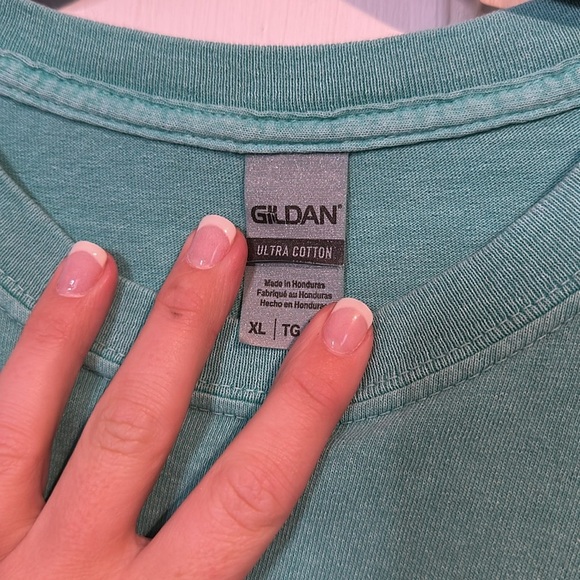 GILDAN®
ULTRA COTTON
Made in Honduras
Fabriqué au Honduras
Hecho en Honduras
XL | TG